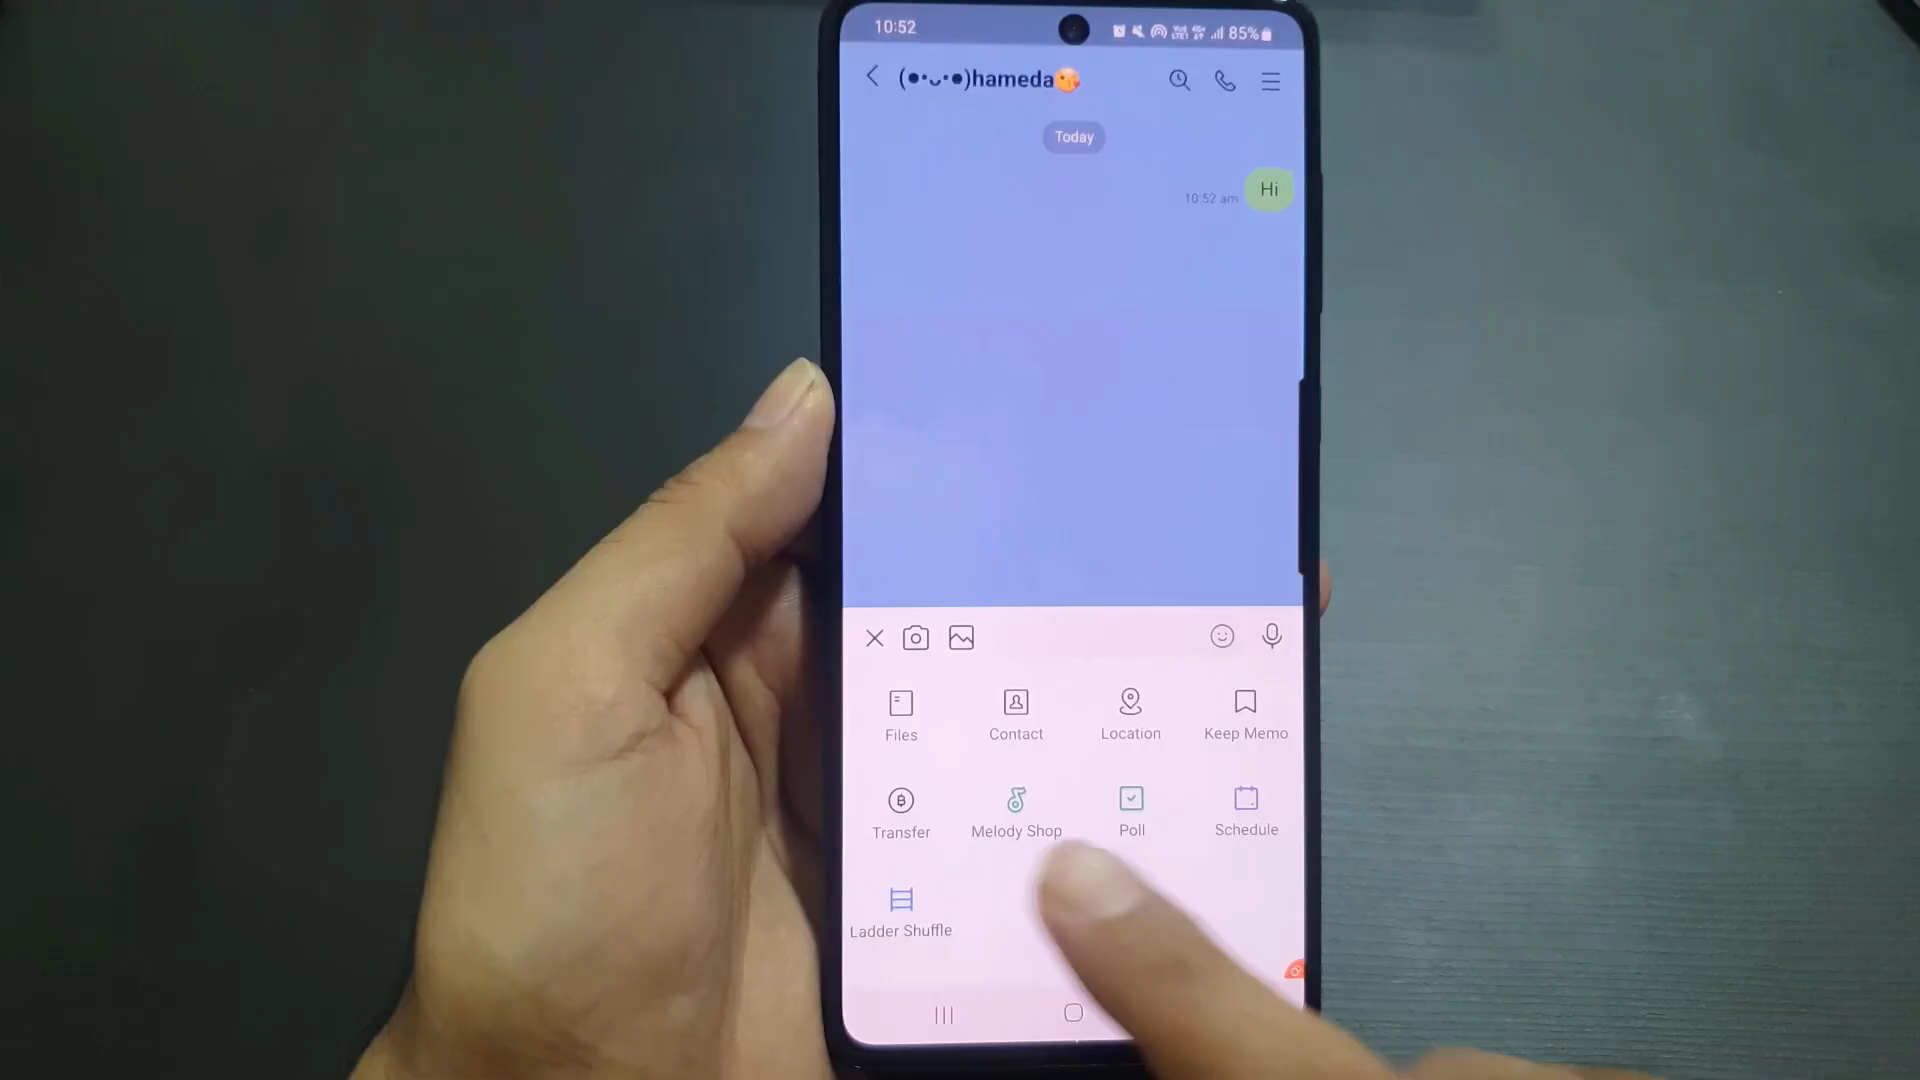 10:52
85%
(●'◡'●)hameda😘
Today
10:52 am
Hi
Files
Contact
Location
Keep Memo
Transfer
Melody Shop
Poll
Schedule
Ladder Shuffle